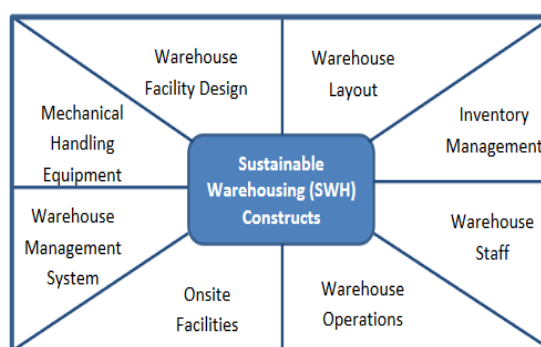 Warehouse
Facility Design
Warehouse
Layout
Inventory
Management
Warehouse
Staff
Warehouse
Operations
Onsite
Facilities
Warehouse
Management
System
Mechanical
Handling
Equipment
Sustainable
Warehousing (SWH)
Constructs